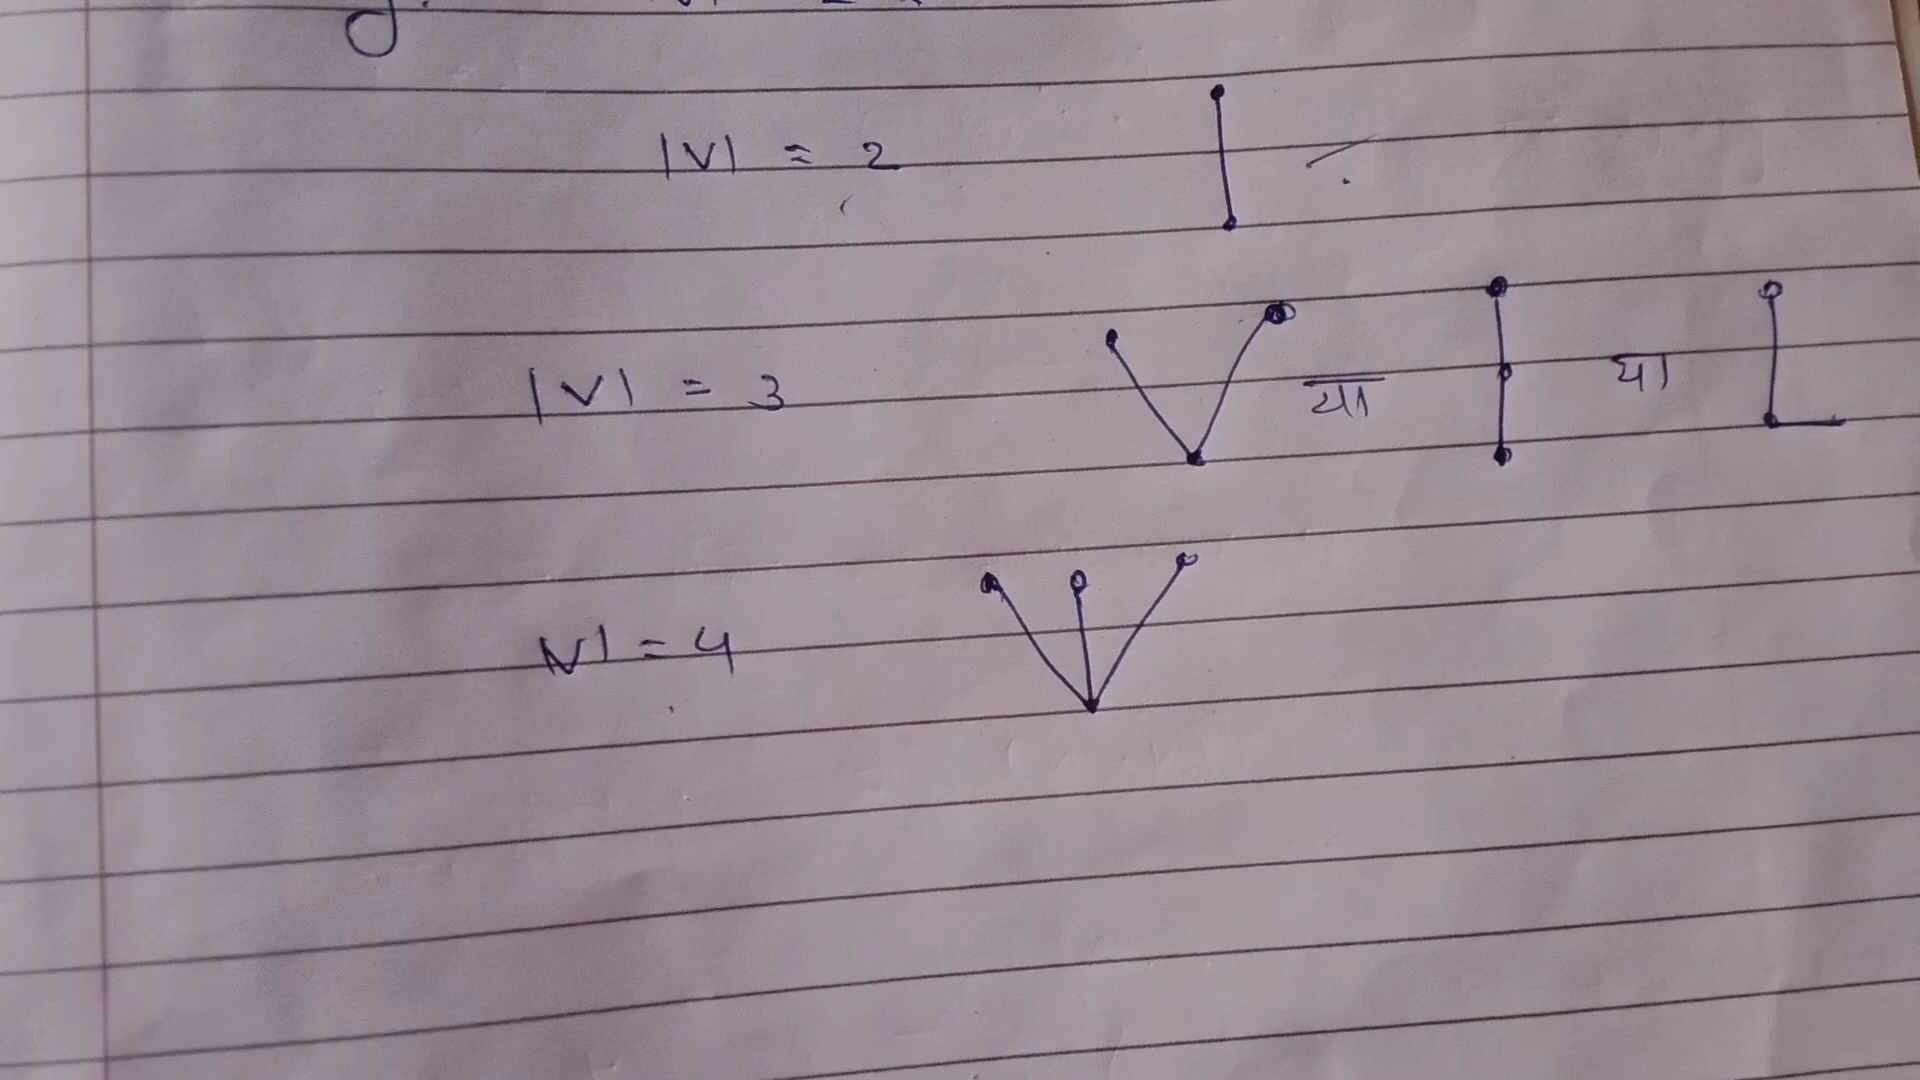 |V| = 2
|V| = 3 या या
|V| = 4